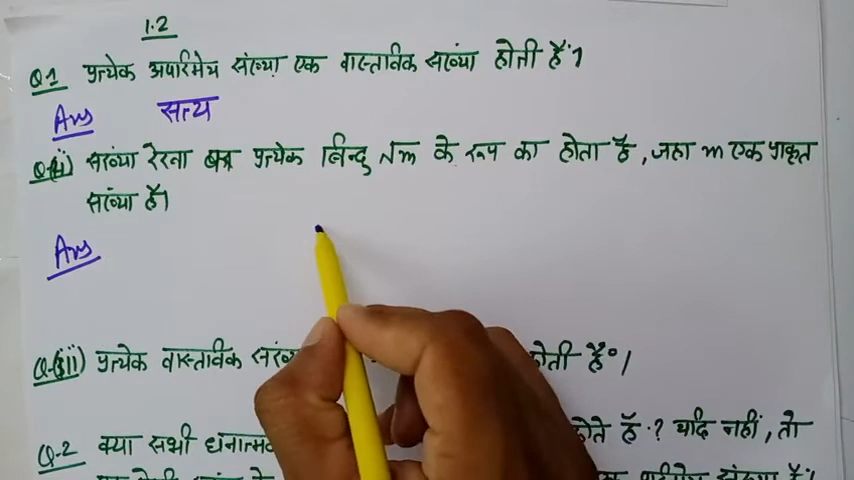 1.2
Q1 प्रत्येक अपरिमेय संख्या एक वास्तविक संख्या होती हैं।
Ans सत्य
Q(ii) संख्या रेखा का प्रत्येक बिन्दु √m के रूप का होता है, जहा m एक प्राकृत
संख्या है।
Ans
Q(iii) प्रत्येक वास्तविक होती है।
Q-2 क्या सभी धनात्मक होते है? यदि नहीं, तो